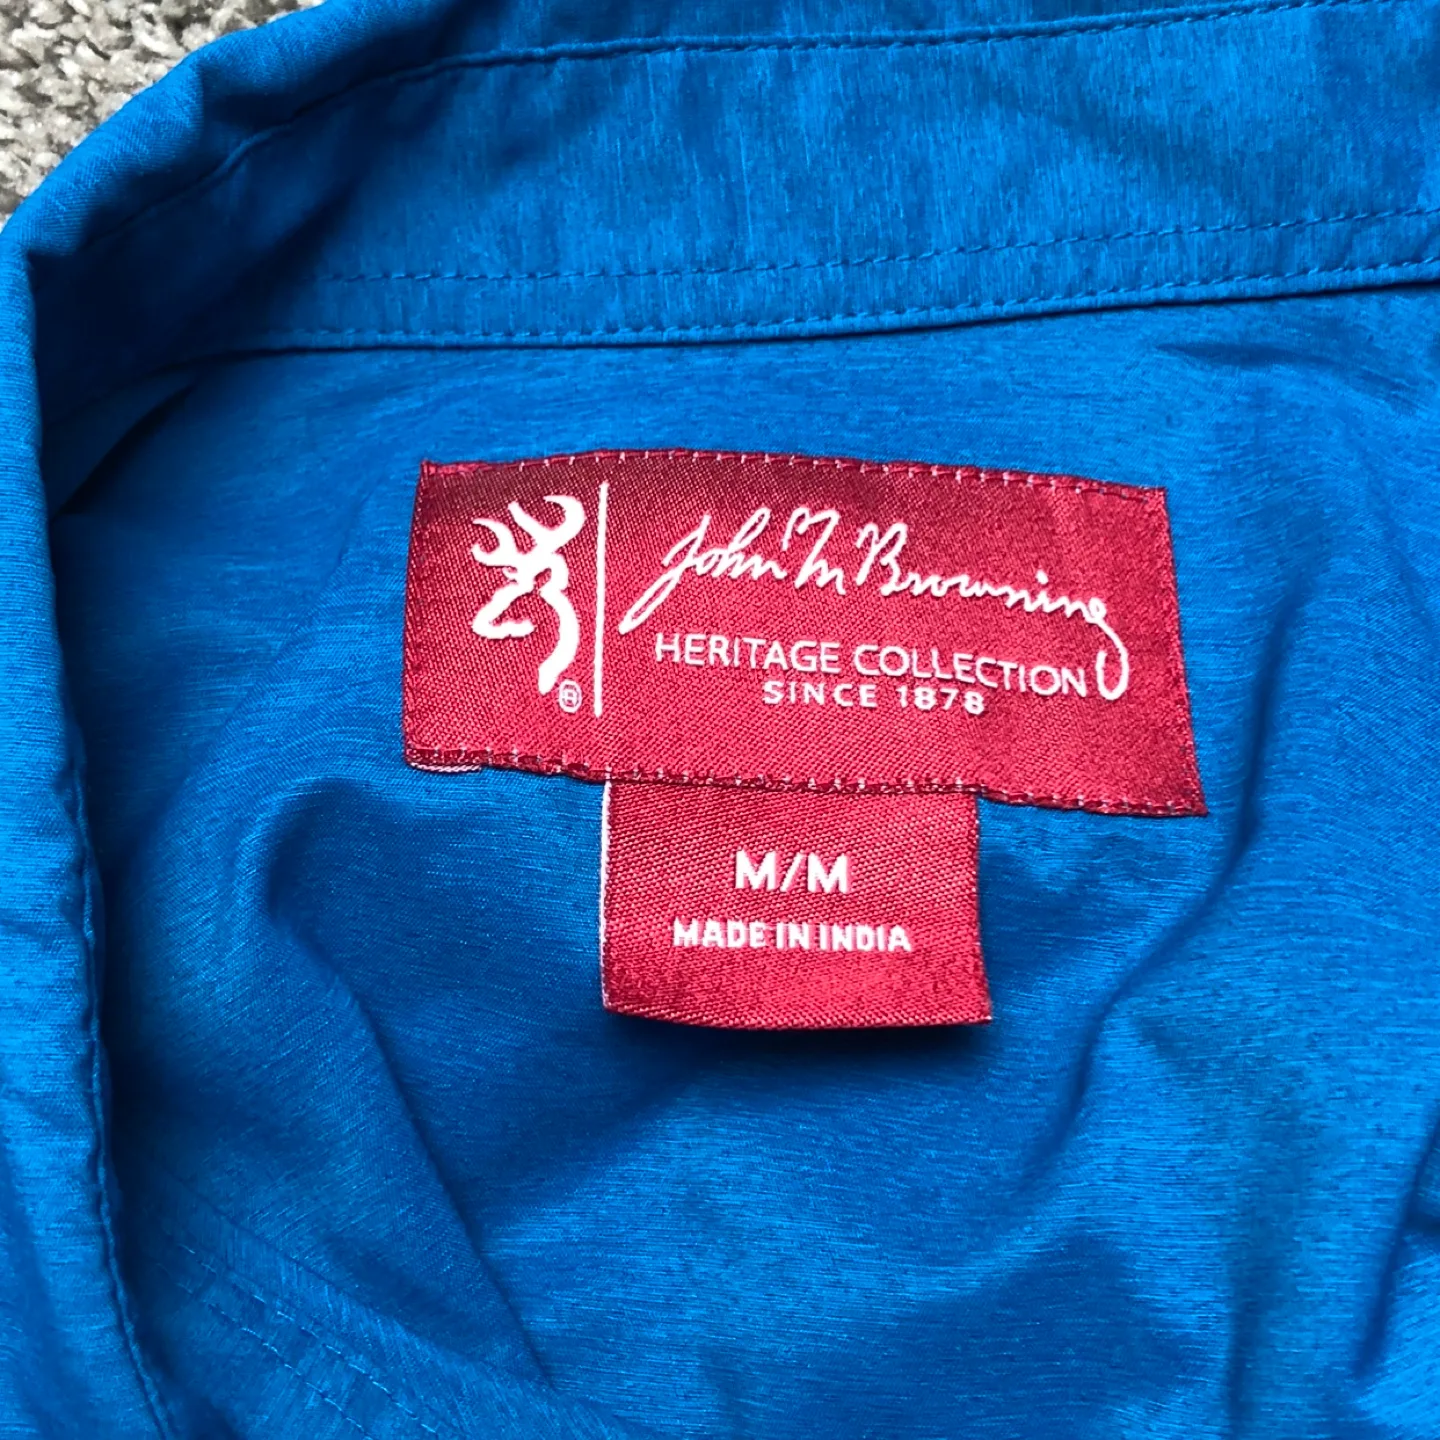 John M Browning
HERITAGE COLLECTION
SINCE 1878
®
M/M
MADE IN INDIA